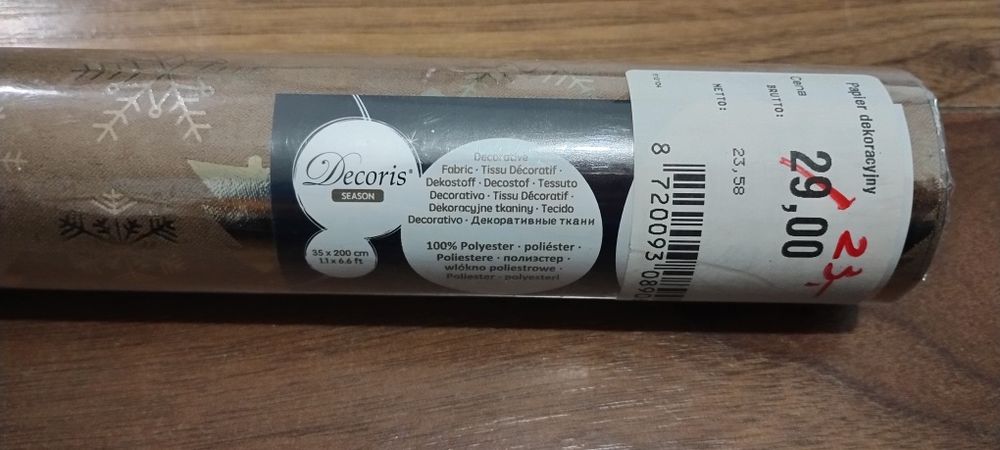 Decoris®
SEASON
35 x 200 cm
1.1 x 6.6 ft
Decorative
Fabric · Tissu Décoratif ·
Dekostoff · Decostof · Tessuto
Decorativo · Tissu Décoratif ·
Dekoracyjne tkaniny · Tecido
Decorativo · Декоративные ткани
100% Polyester · poliéster ·
Poliestere · полиэстер ·
włókno poliestrowe ·
Poliester · polyesteri
Papier dekoracyjny
29,00
23,
Cena
BRUTTO:
NETTO: 23,58
8 720093 0890